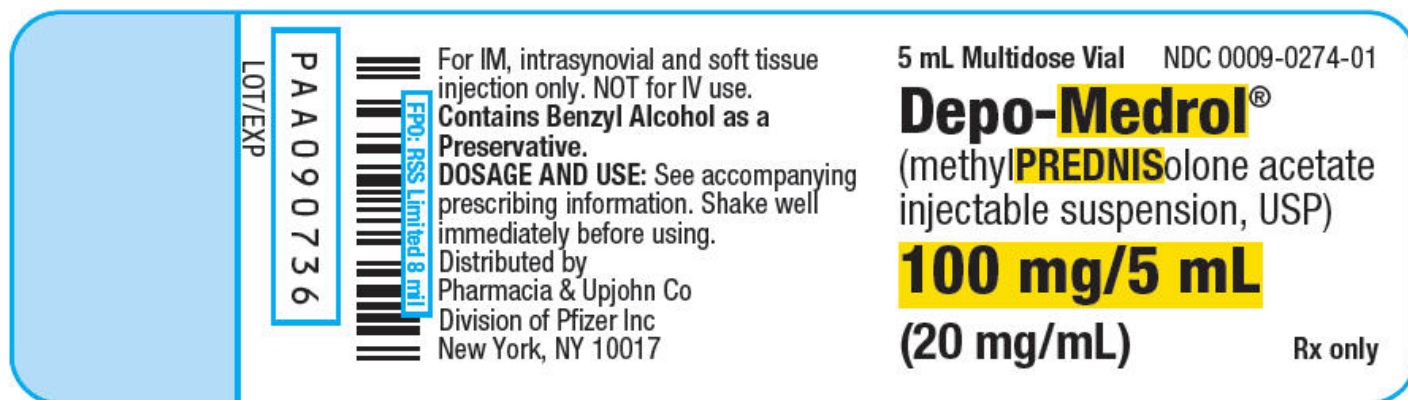 LOT/EXP
PAA090736
FPO: RSS Limited 8 mil
For IM, intrasynovial and soft tissue
injection only. NOT for IV use.
Contains Benzyl Alcohol as a
Preservative.
DOSAGE AND USE: See accompanying
prescribing information. Shake well
immediately before using.
Distributed by
Pharmacia & Upjohn Co
Division of Pfizer Inc
New York, NY 10017
5 mL Multidose Vial NDC 0009-0274-01
Depo-Medrol®
(methylPREDNISolone acetate
injectable suspension, USP)
100 mg/5 mL
(20 mg/mL) Rx only